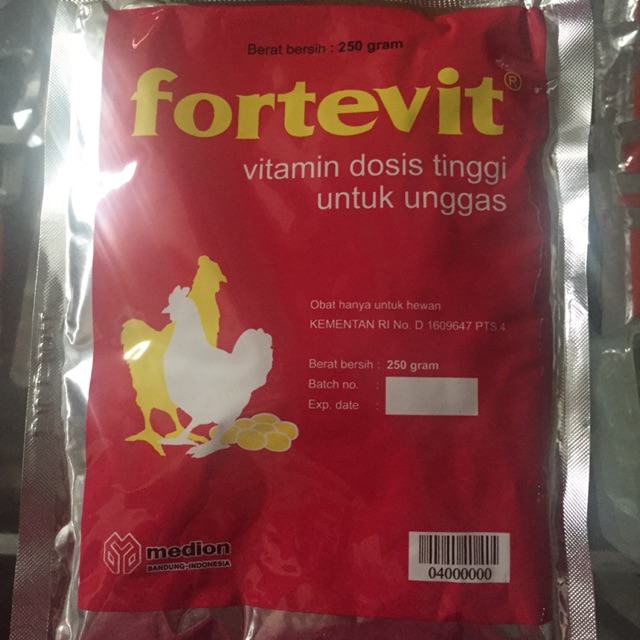 Berat bersih : 250 gram
fortevit®
vitamin dosis tinggi
untuk unggas
Obat hanya untuk hewan
KEMENTAN RI No. D 1609647 PTS.4
Berat bersih : 250 gram
Batch no. :
Exp. date :
medion
BANDUNG-INDONESIA
04000000